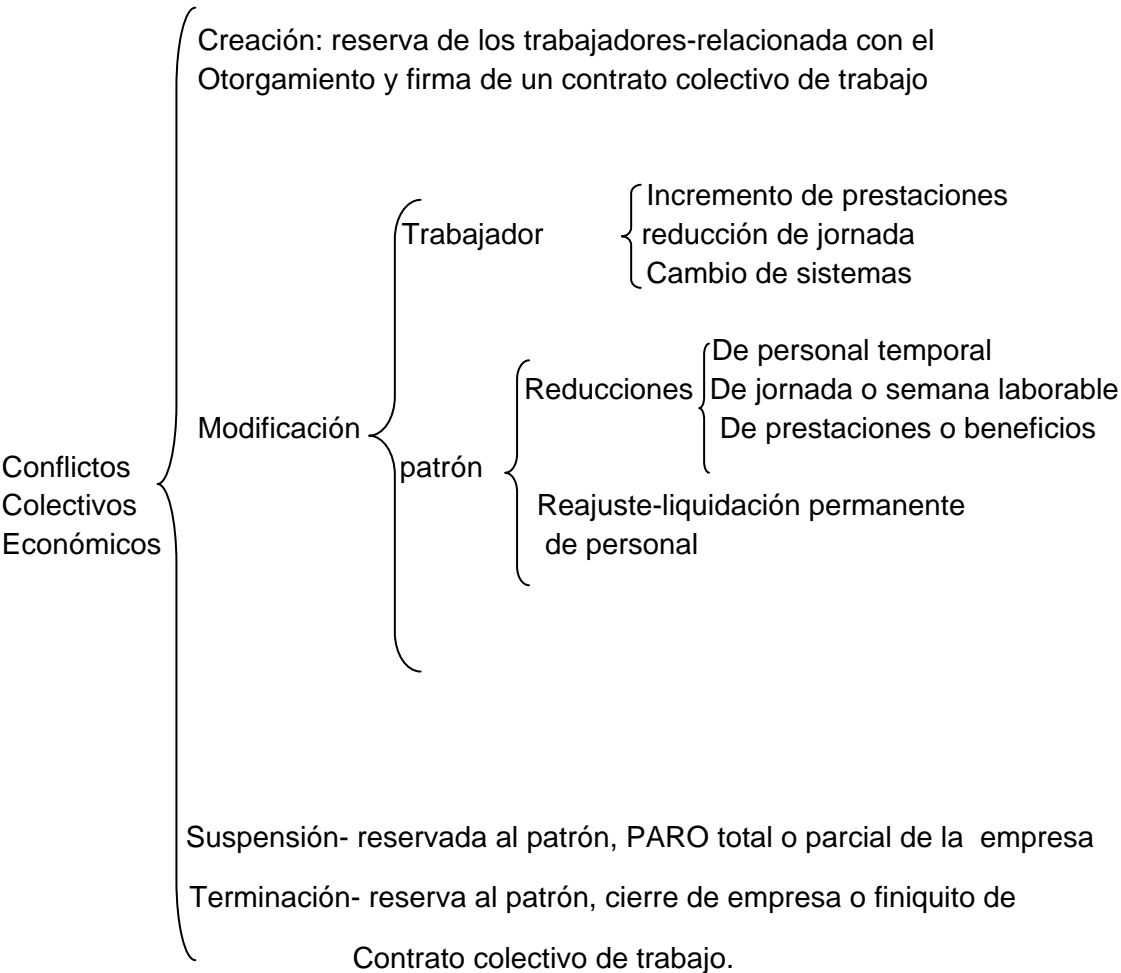 Creación: reserva de los trabajadores-relacionada con el
Otorgamiento y firma de un contrato colectivo de trabajo
Incremento de prestaciones
Trabajador
reducción de jornada
Cambio de sistemas
De personal temporal
Reducciones
De jornada o semana laborable
Modificación
De prestaciones o beneficios
Conflictos
Colectivos
Económicos
patrón
Reajuste-liquidación permanente
de personal
Suspensión- reservada al patrón, PARO total o parcial de la empresa
Terminación- reserva al patrón, cierre de empresa o finiquito de
Contrato colectivo de trabajo.